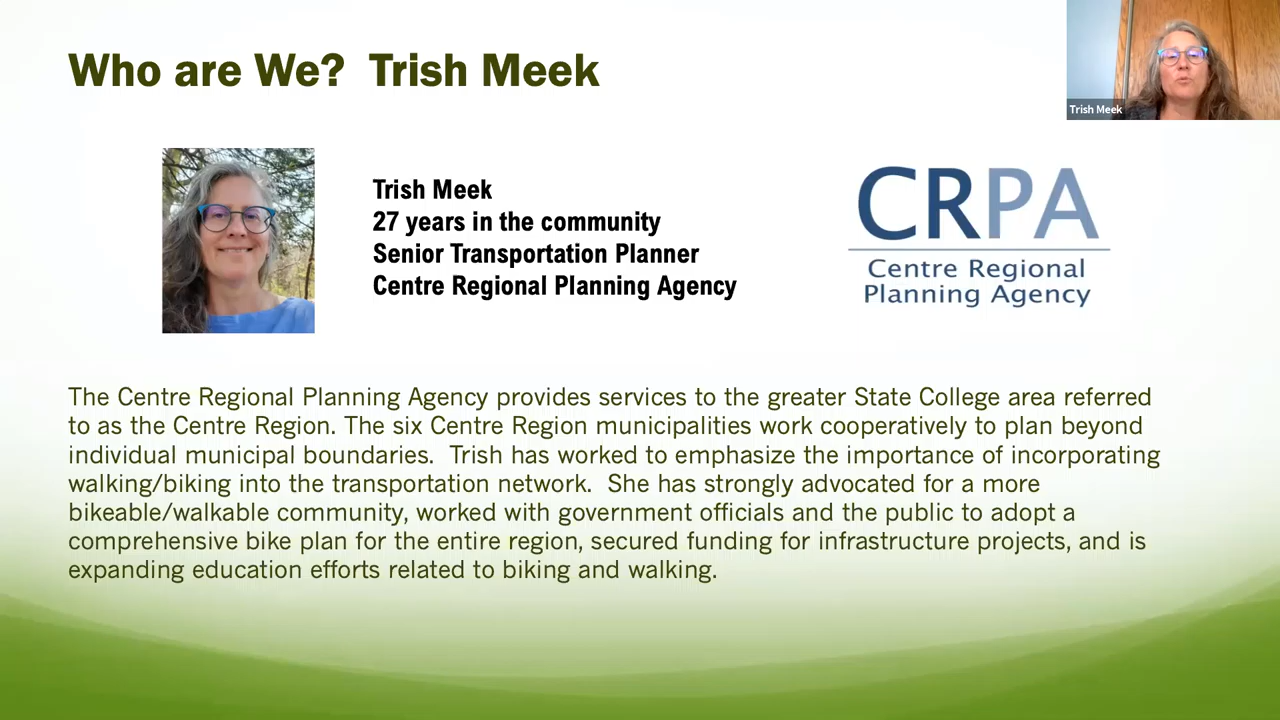 Who are We?  Trish Meek
Trish Meek
Trish Meek
27 years in the community
Senior Transportation Planner
Centre Regional Planning Agency
CRPA
Centre Regional
Planning Agency
The Centre Regional Planning Agency provides services to the greater State College area referred
to as the Centre Region. The six Centre Region municipalities work cooperatively to plan beyond
individual municipal boundaries.  Trish has worked to emphasize the importance of incorporating
walking/biking into the transportation network.  She has strongly advocated for a more
bikeable/walkable community, worked with government officials and the public to adopt a
comprehensive bike plan for the entire region, secured funding for infrastructure projects, and is
expanding education efforts related to biking and walking.